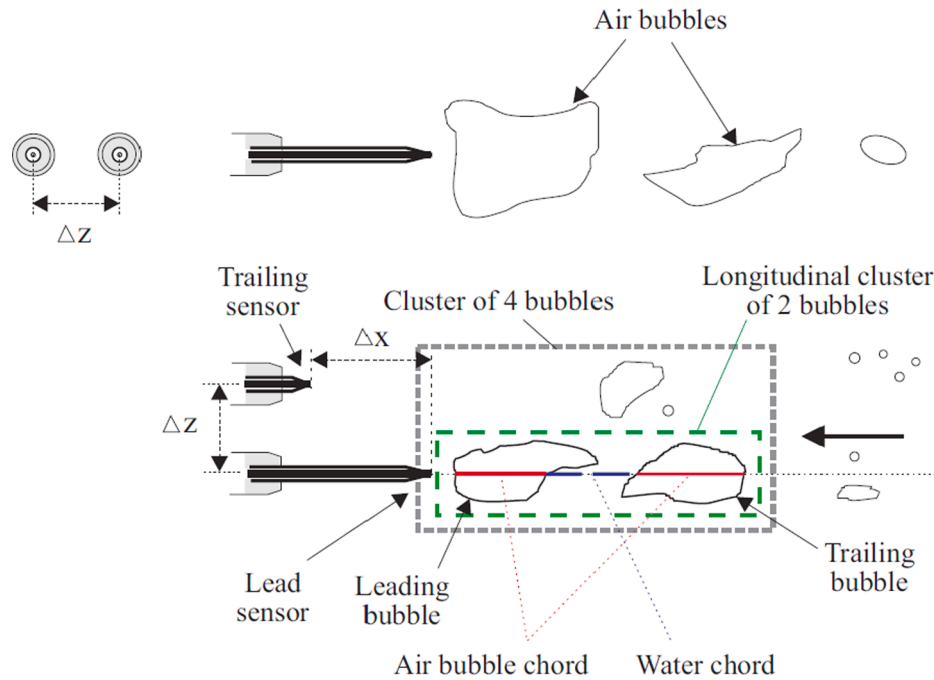 Air bubbles
△z
Trailing
sensor
Cluster of 4 bubbles
Longitudinal cluster
of 2 bubbles
△x
△z
Lead
sensor
Leading
bubble
Trailing
bubble
Air bubble chord
Water chord